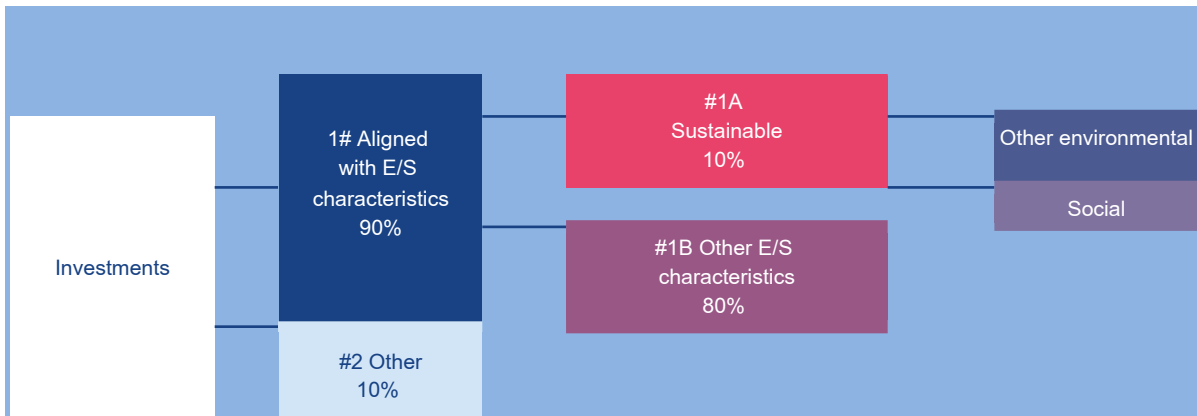 Investments
1# Aligned
with E/S
characteristics
90%
#2 Other
10%
#1A
Sustainable
10%
#1B Other E/S
characteristics
80%
Other environmental
Social